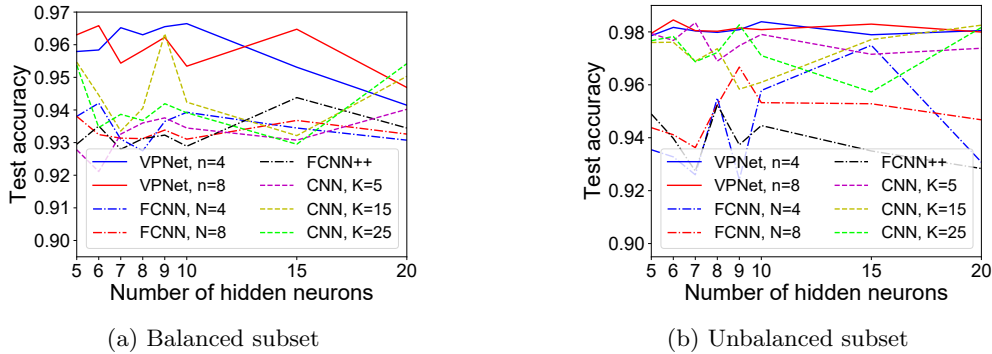 0.97
0.96
0.95
0.94
0.93
0.92
0.91
0.90
Test accuracy
VPNet, n=4
VPNet, n=8
FCNN, N=4
FCNN, N=8
FCNN++
CNN, K=5
CNN, K=15
CNN, K=25
5 6 7 8 9 10 15 20
Number of hidden neurons
(a) Balanced subset
0.98
0.96
0.94
0.92
0.90
Test accuracy
VPNet, n=4
VPNet, n=8
FCNN, N=4
FCNN, N=8
FCNN++
CNN, K=5
CNN, K=15
CNN, K=25
5 6 7 8 9 10 15 20
Number of hidden neurons
(b) Unbalanced subset